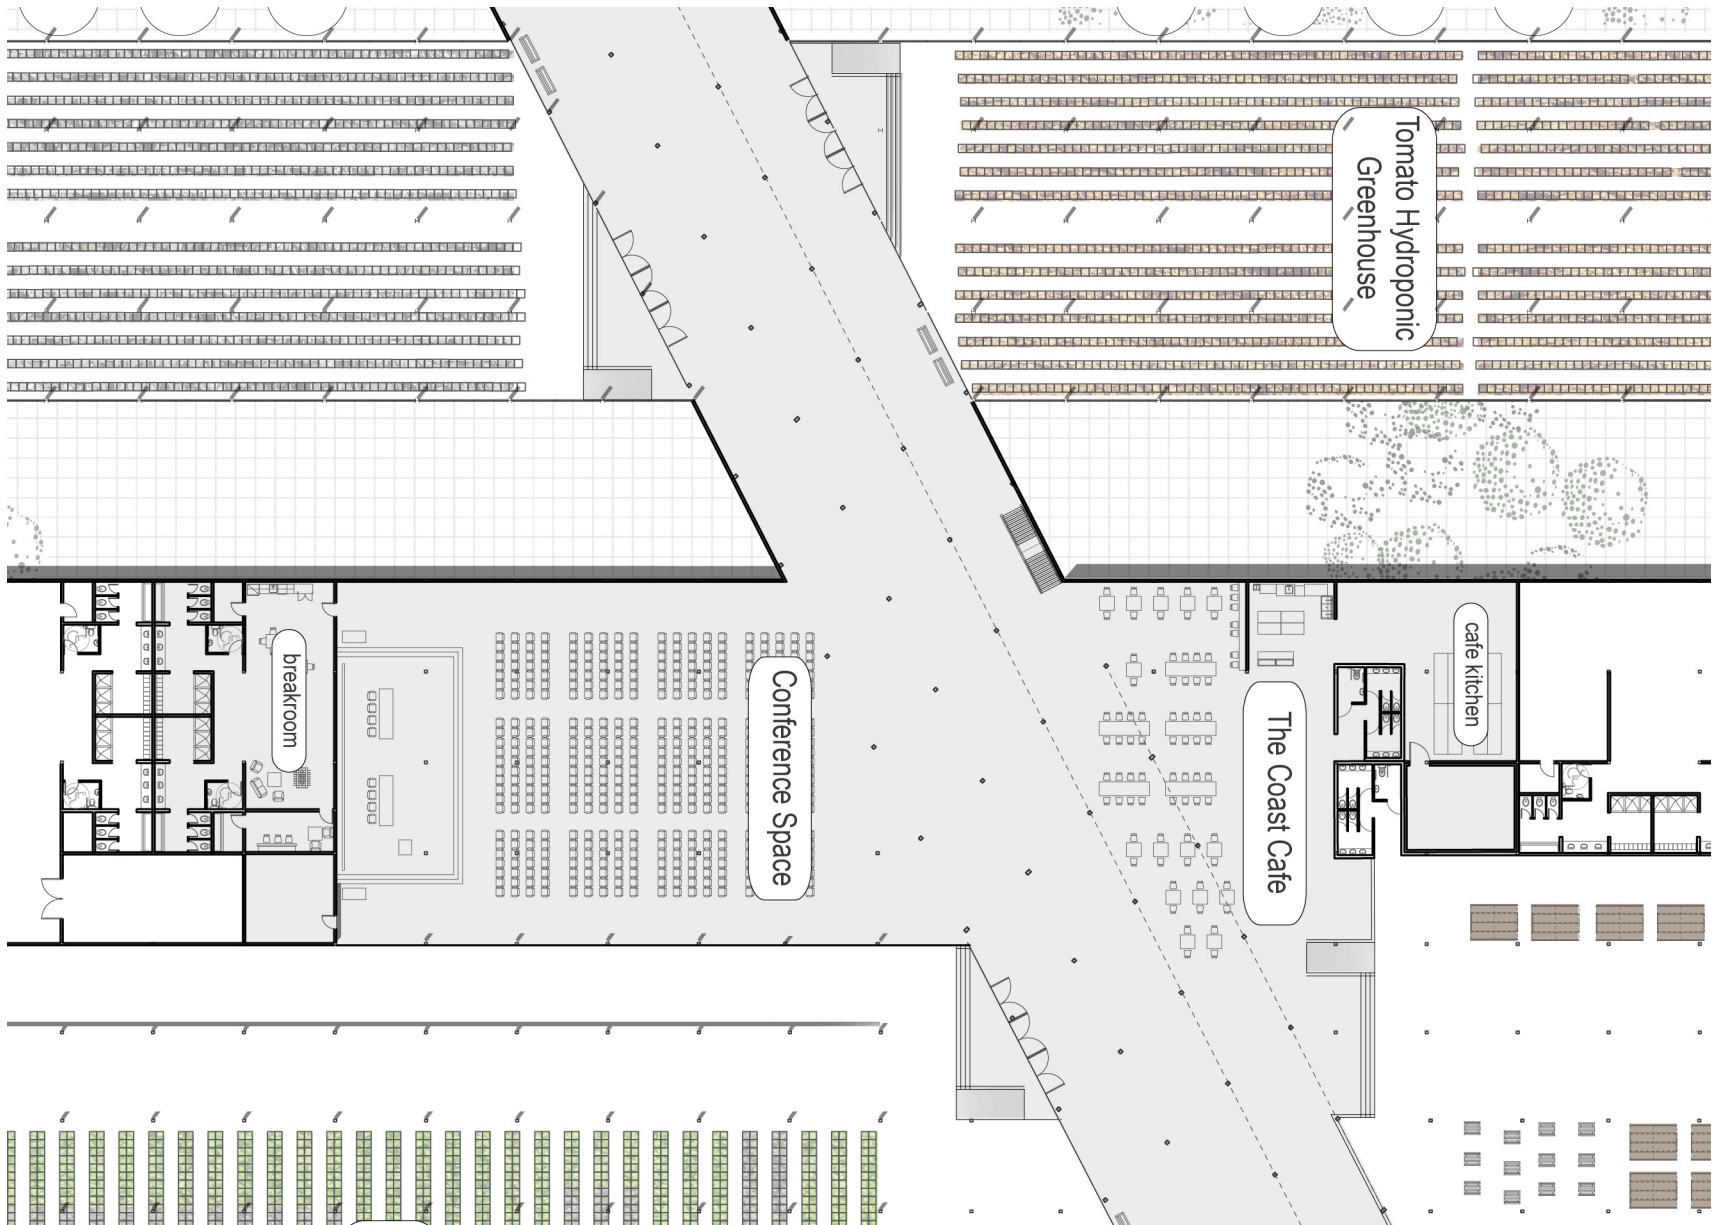 Tomato Hydroponic
Greenhouse
breakroom
Conference Space
The Coast Cafe
cafe kitchen